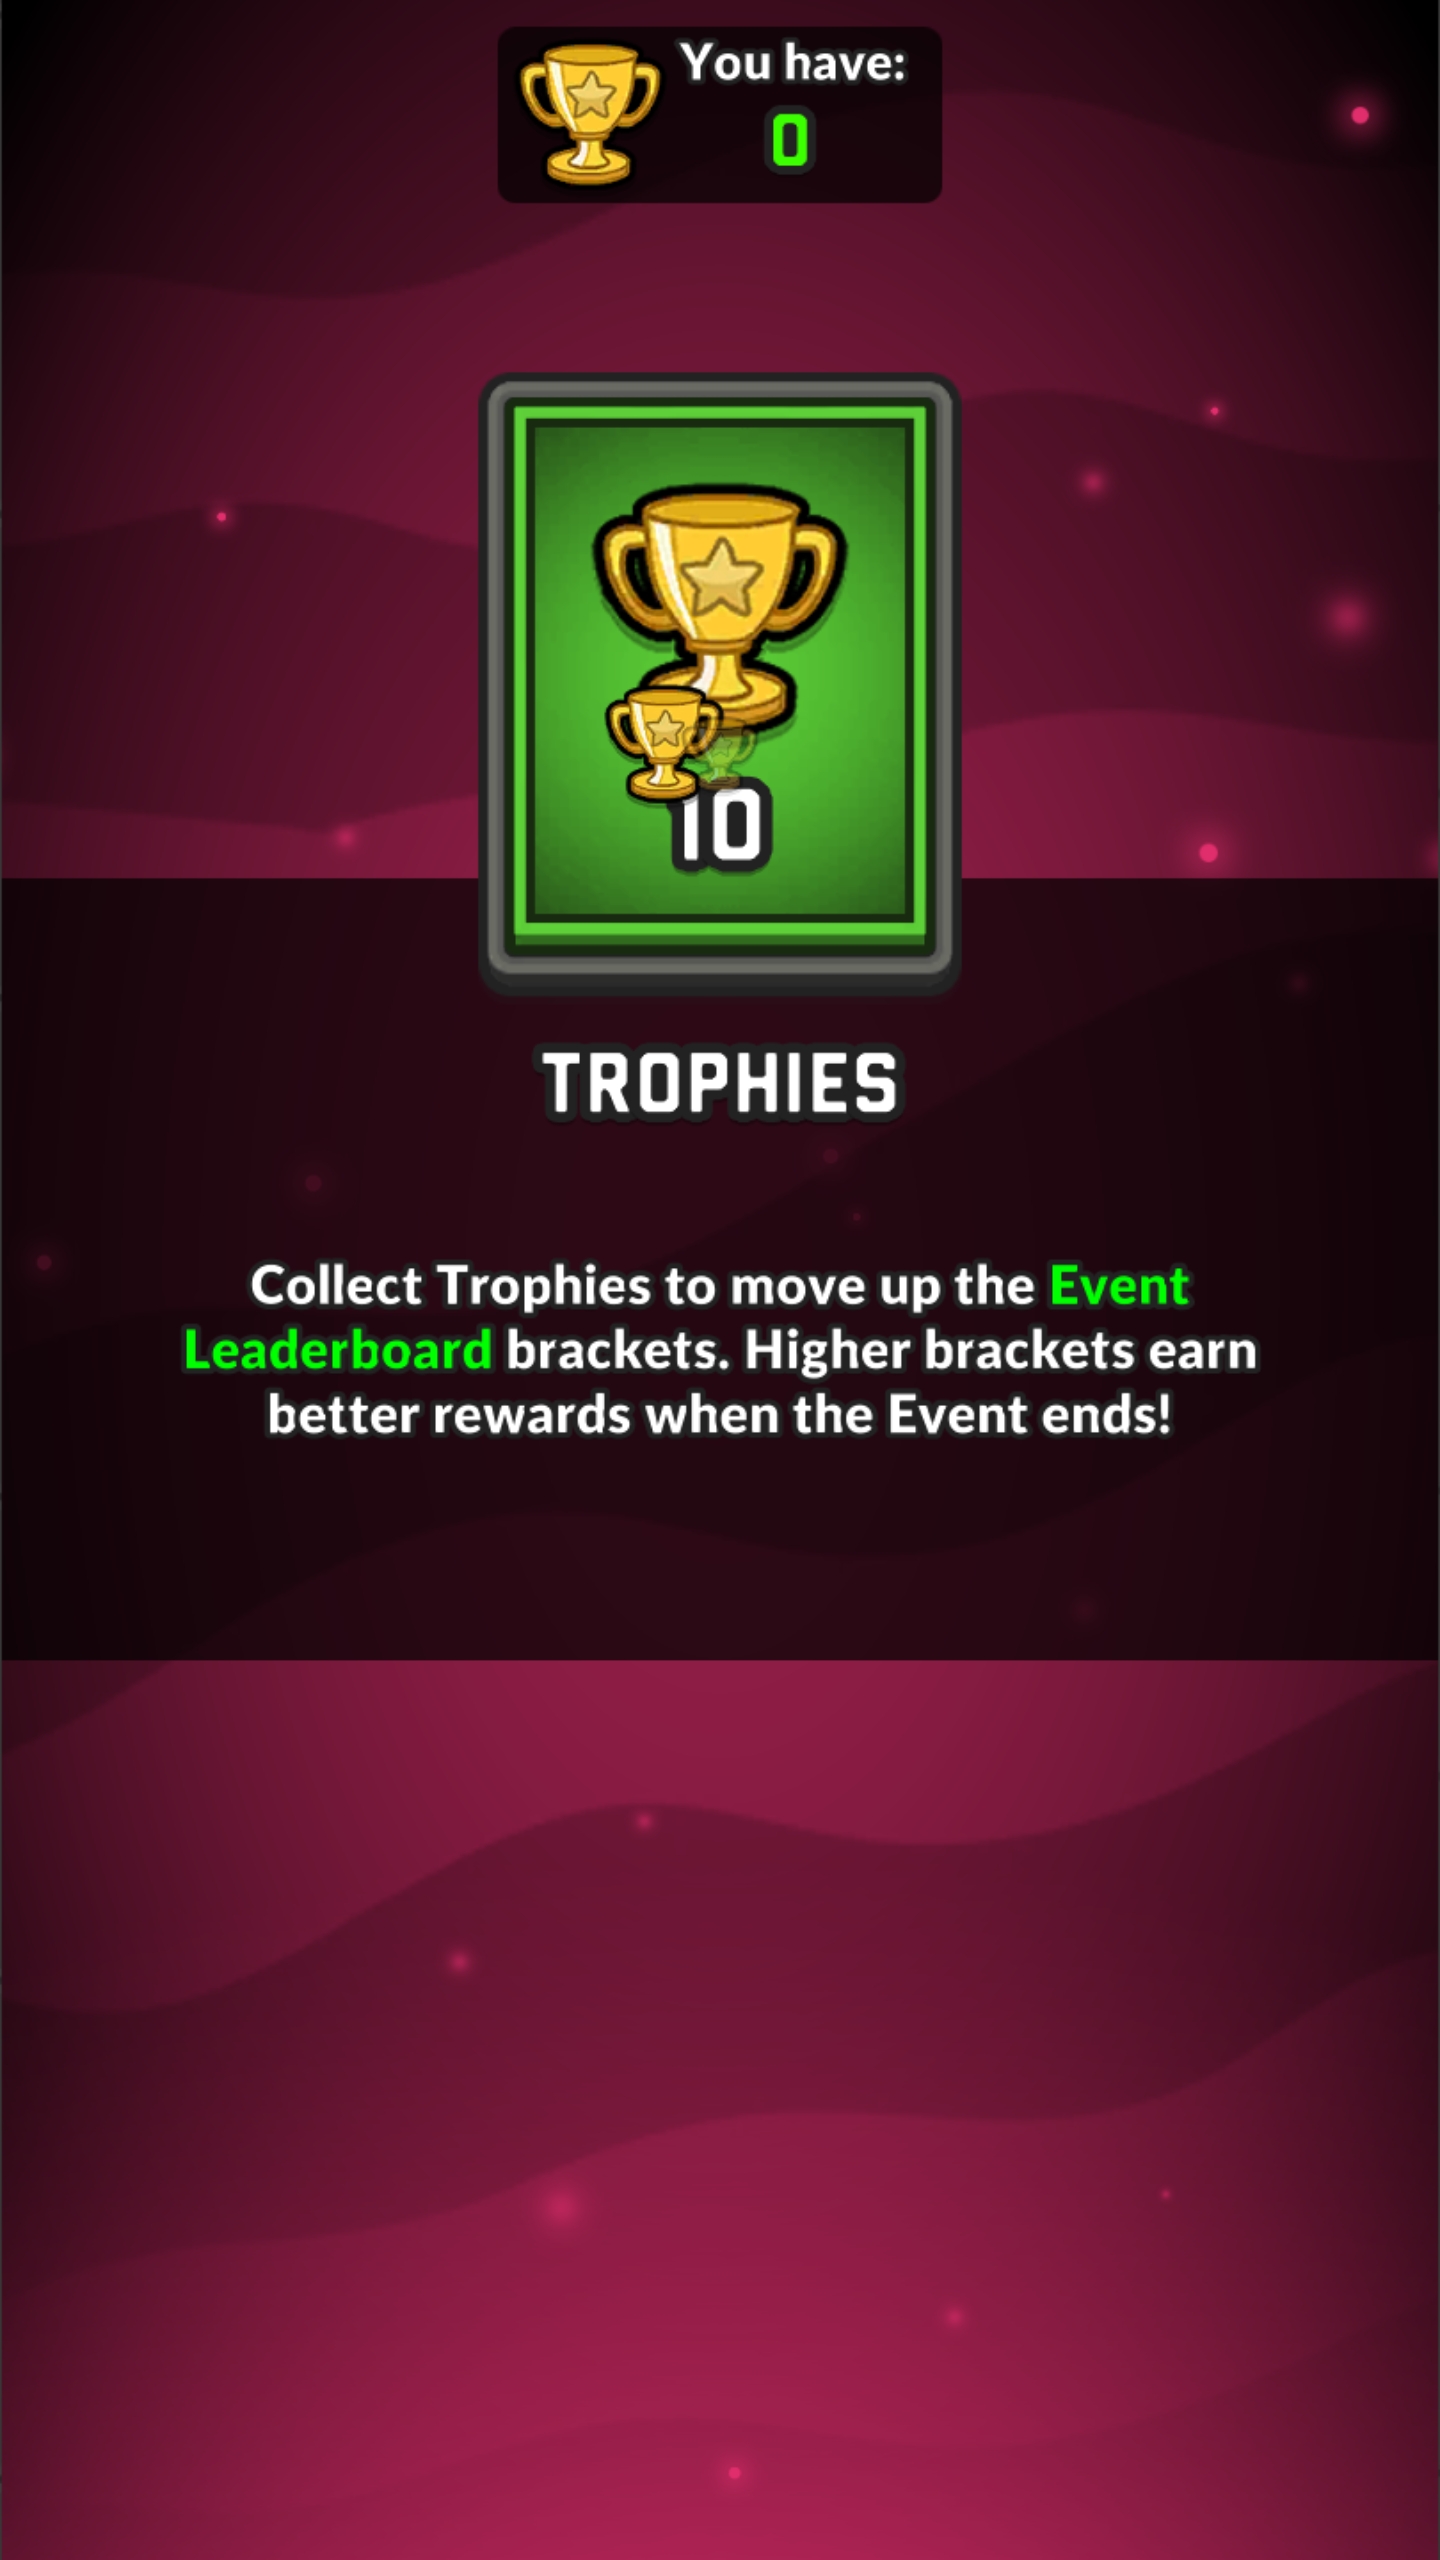 You have:
0
10
TROPHIES
Collect Trophies to move up the Event
Leaderboard brackets. Higher brackets earn
better rewards when the Event ends!